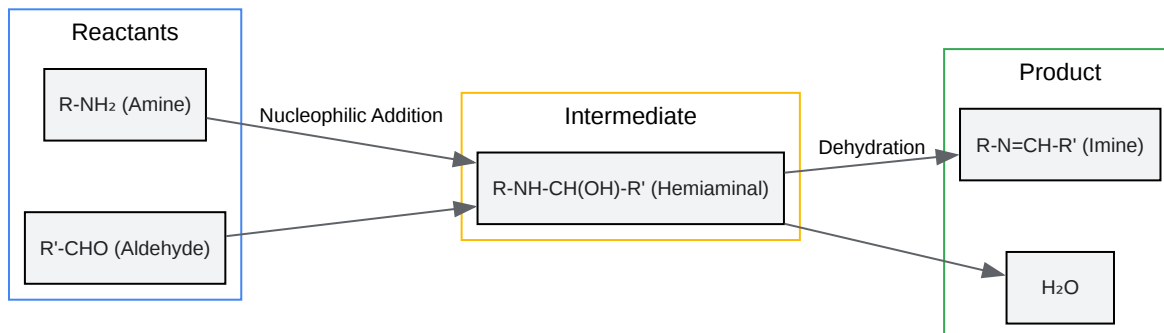 Reactants
R-NH₂ (Amine)
R'-CHO (Aldehyde)
Nucleophilic Addition
Intermediate
R-NH-CH(OH)-R' (Hemiaminal)
Dehydration
Product
R-N=CH-R' (Imine)
H₂O